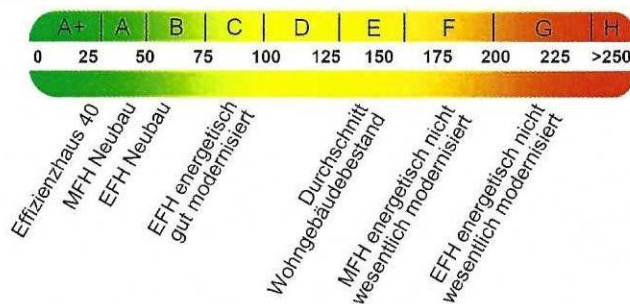 A+ A B C D E F G H
0 25 50 75 100 125 150 175 200 225 >250
Effizienzhaus 40
MFH Neubau
EFH Neubau
EFH energetisch
gut modernisiert
Durchschnitt
Wohngebäudebestand
MFH energetisch nicht
wesentlich modernisiert
EFH energetisch nicht
wesentlich modernisiert